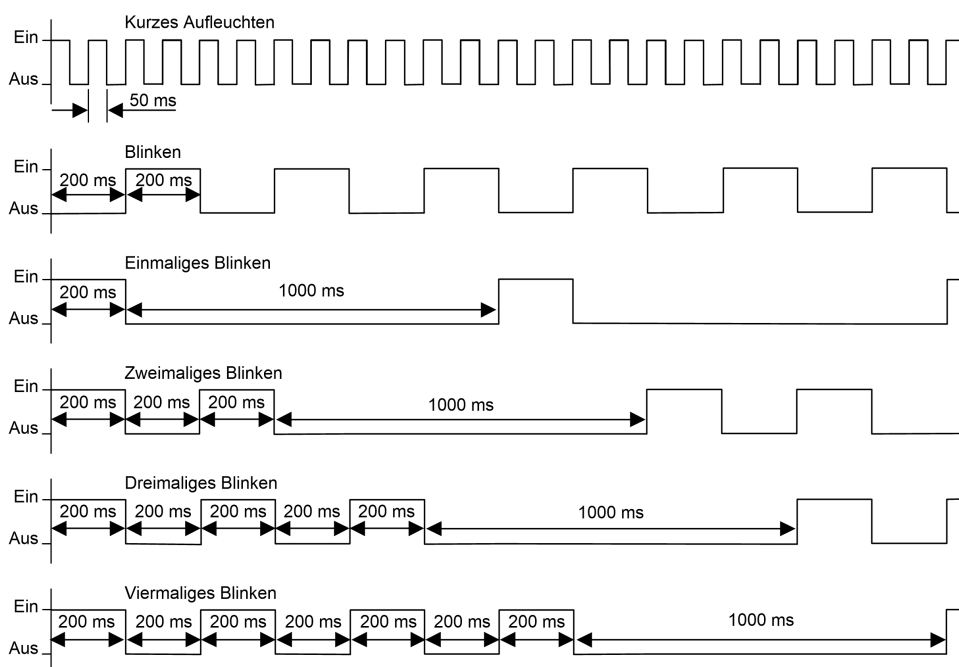 Kurzes Aufleuchten
Ein
Aus
50 ms
Blinken
Ein
200 ms 200 ms
Aus
Einmaliges Blinken
Ein
200 ms 1000 ms
Aus
Zweimaliges Blinken
Ein
200 ms 200 ms 200 ms 1000 ms
Aus
Dreimaliges Blinken
Ein
200 ms 200 ms 200 ms 200 ms 200 ms 1000 ms
Aus
Viermaliges Blinken
Ein
200 ms 200 ms 200 ms 200 ms 200 ms 200 ms 200 ms 1000 ms
Aus